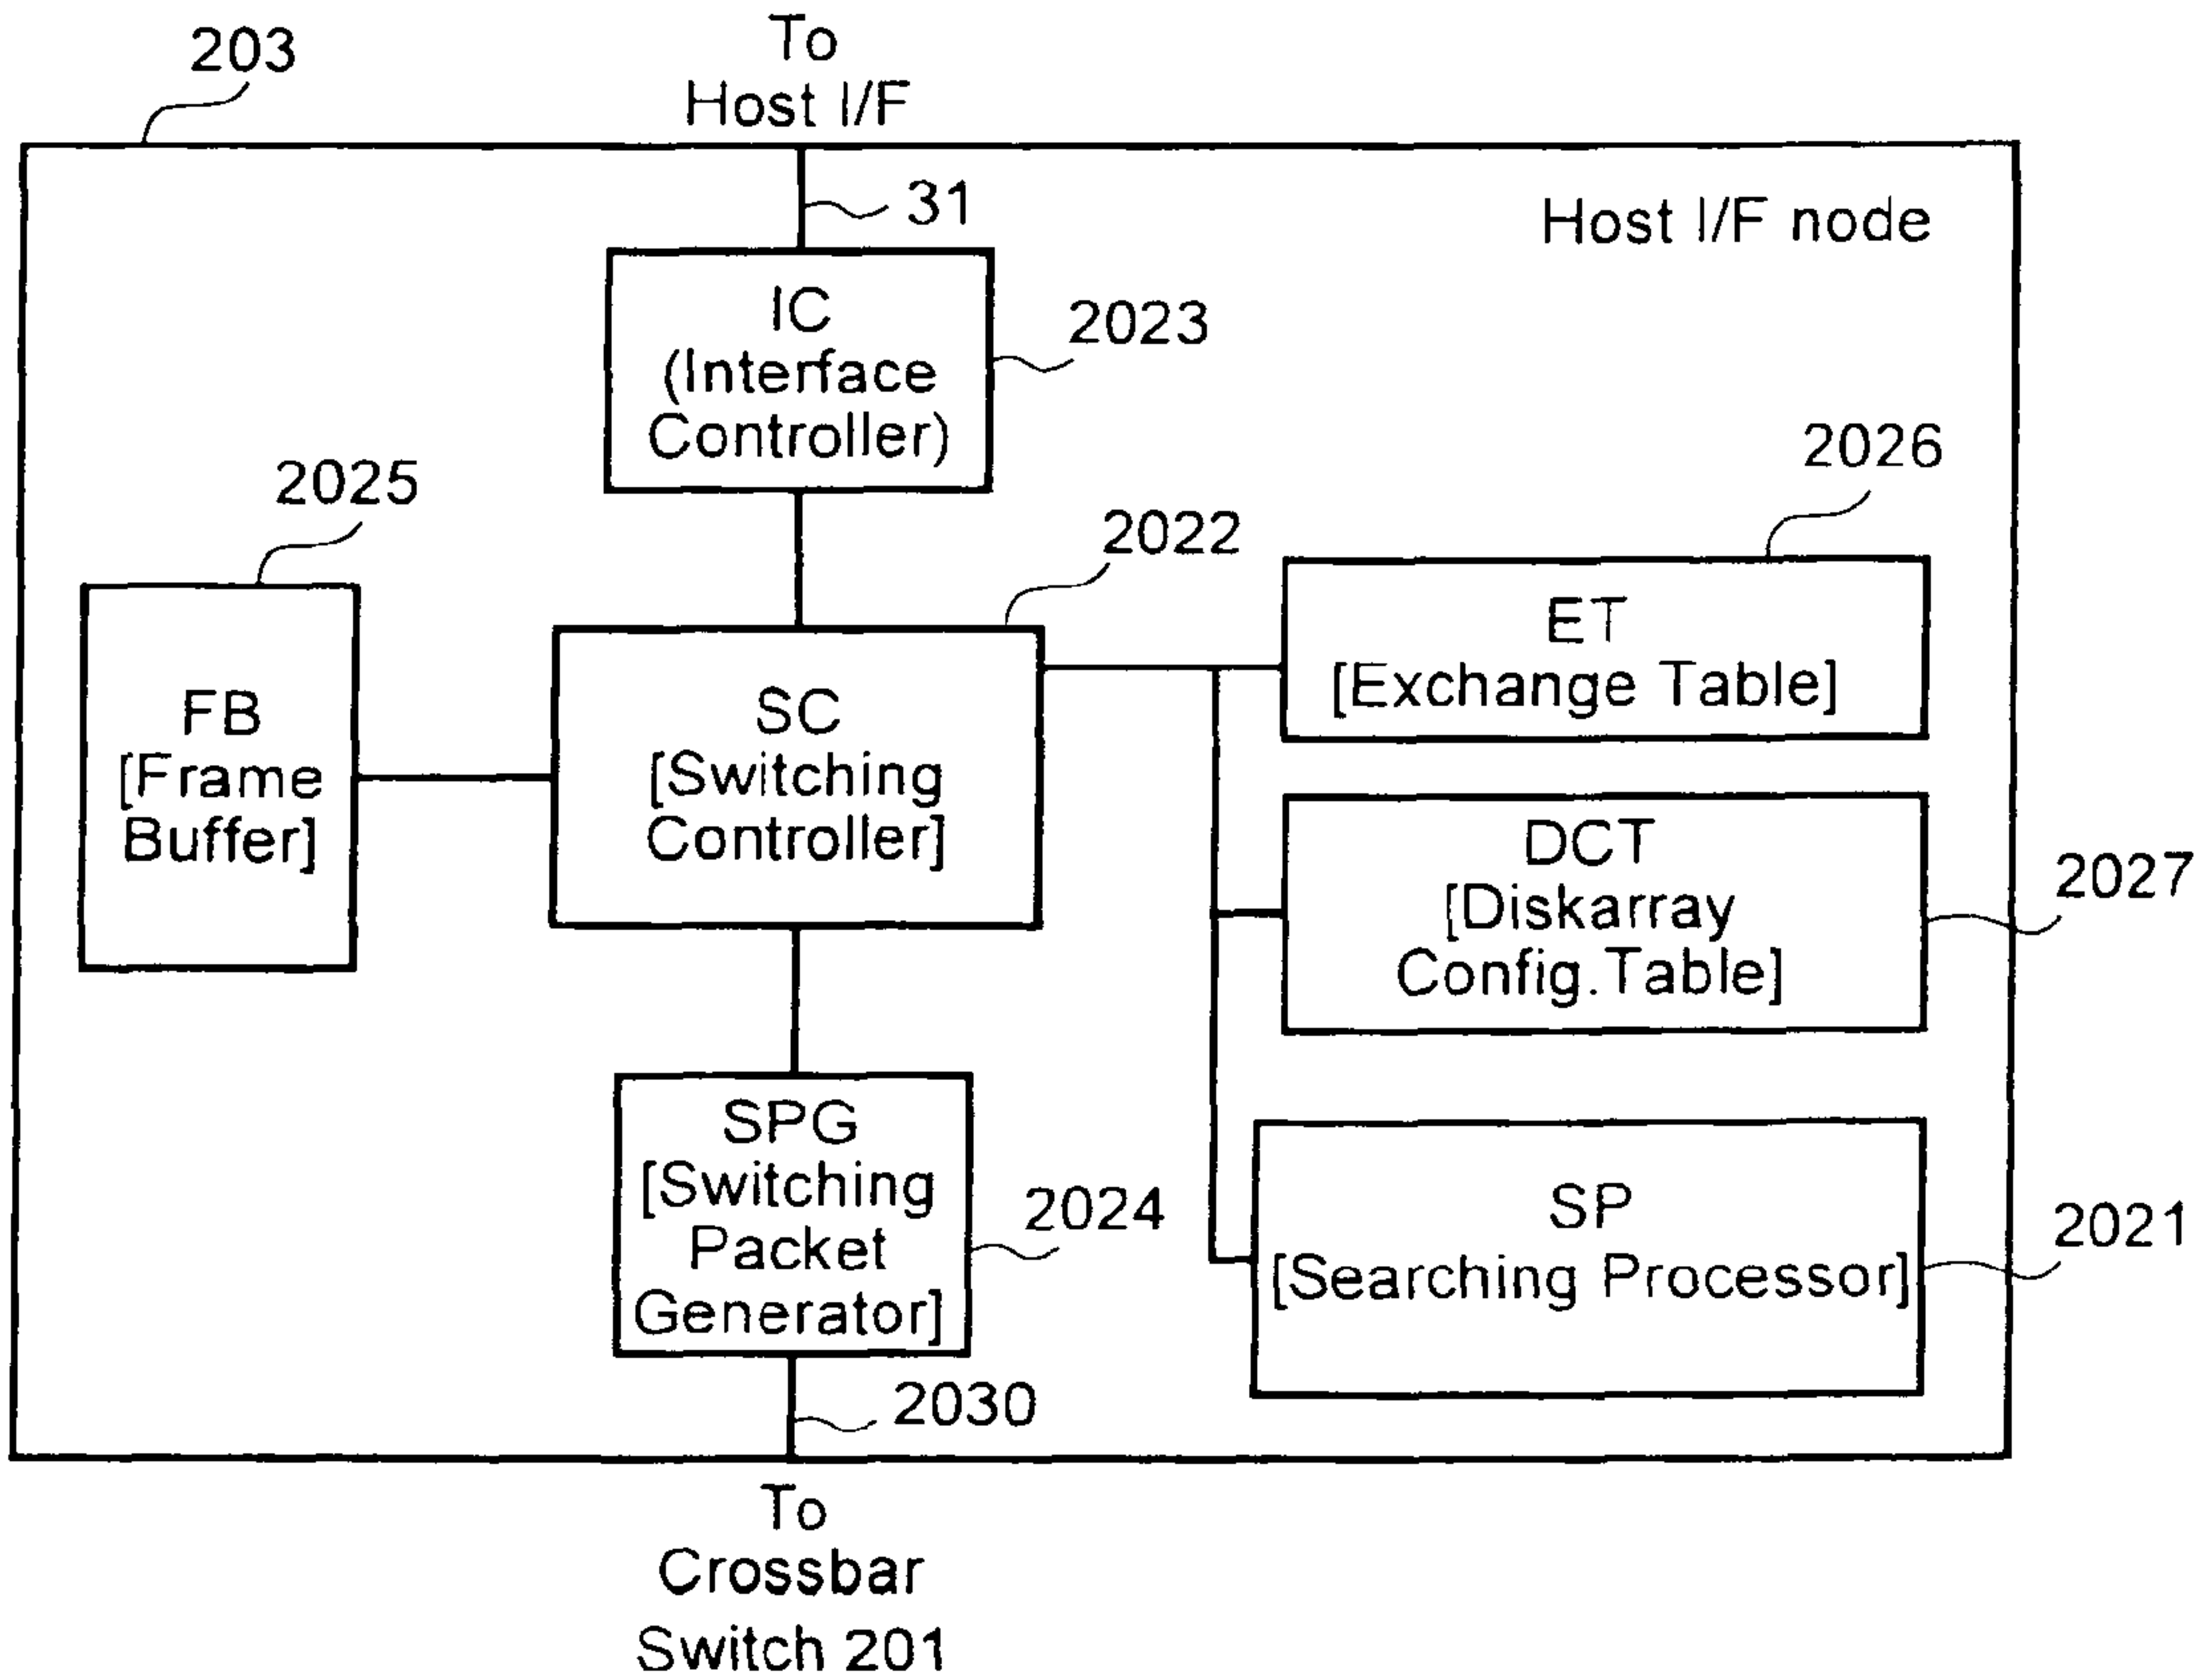 203
To
Host I/F
31
Host I/F node
IC
(Interface
Controller)
2023
2026
2025
2022
ET
[Exchange Table]
FB
[Frame
Buffer]
SC
[Switching
Controller]
DCT
[Diskarray
Config.Table]
2027
SPG
[Switching
Packet
Generator]
2024
SP
[Searching Processor]
2021
2030
To
Crossbar
Switch 201